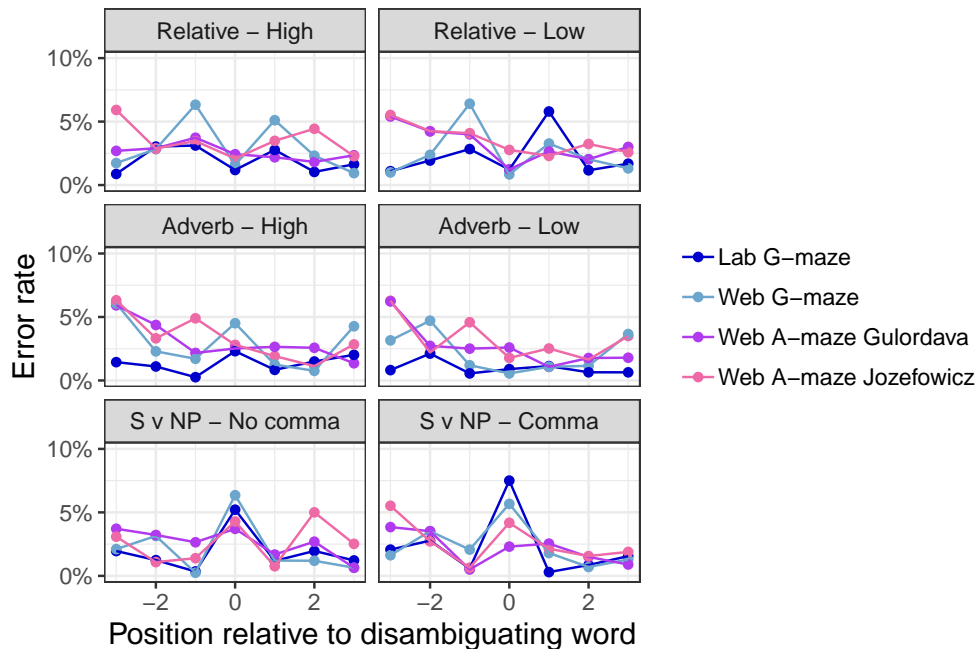 Relative − High
Relative − Low
10%
5%
0%
Adverb − High
Adverb − Low
10%
5%
0%
S v NP − No comma
S v NP − Comma
10%
5%
0%
−2
0
2
−2
0
2
Error rate
Position relative to disambiguating word
Lab G−maze
Web G−maze
Web A−maze Gulordava
Web A−maze Jozefowicz